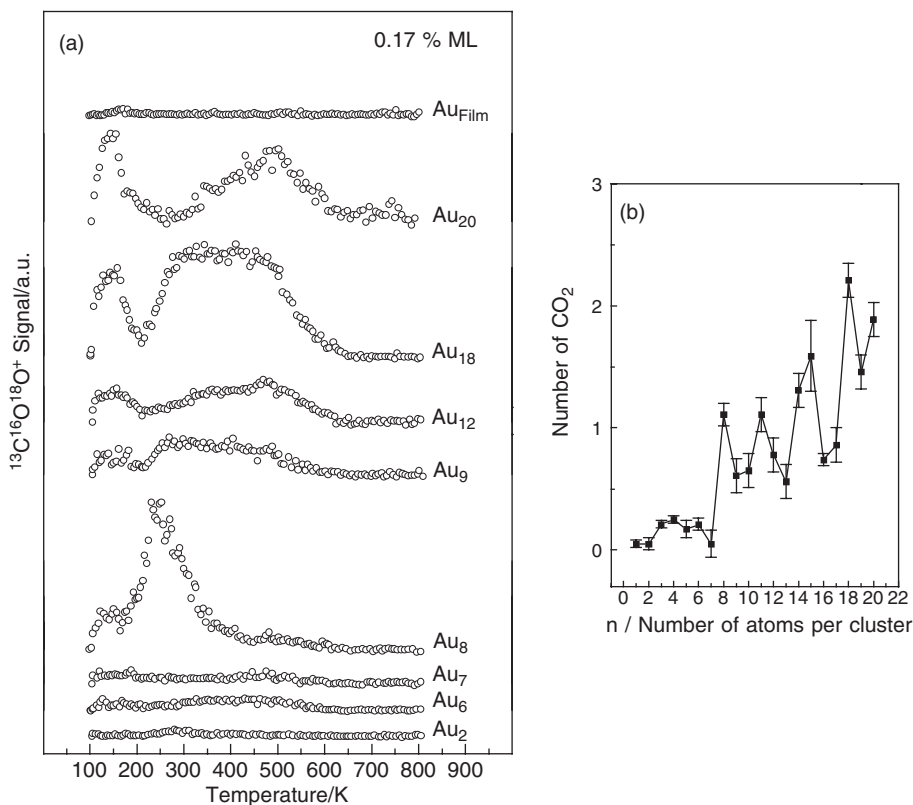 (a)
0.17 % ML
Au_Film
Au_20
Au_18
Au_12
Au_9
Au_8
Au_7
Au_6
Au_2
¹³C¹⁶O¹⁸O⁺ Signal/a.u.
100 200 300 400 500 600 700 800 900
Temperature/K
(b)
3
2
1
0
Number of CO₂
0 2 4 6 8 10 12 14 16 18 20 22
n / Number of atoms per cluster